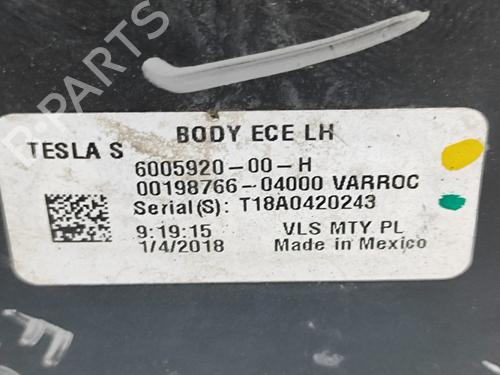 R-PARTS
BODY ECE LH
TESLA S
6005920-00-H
00198766-04000 VARROC
Serial(S): T18A0420243
9:19:15 VLS MTY PL
1/4/2018 Made in Mexico